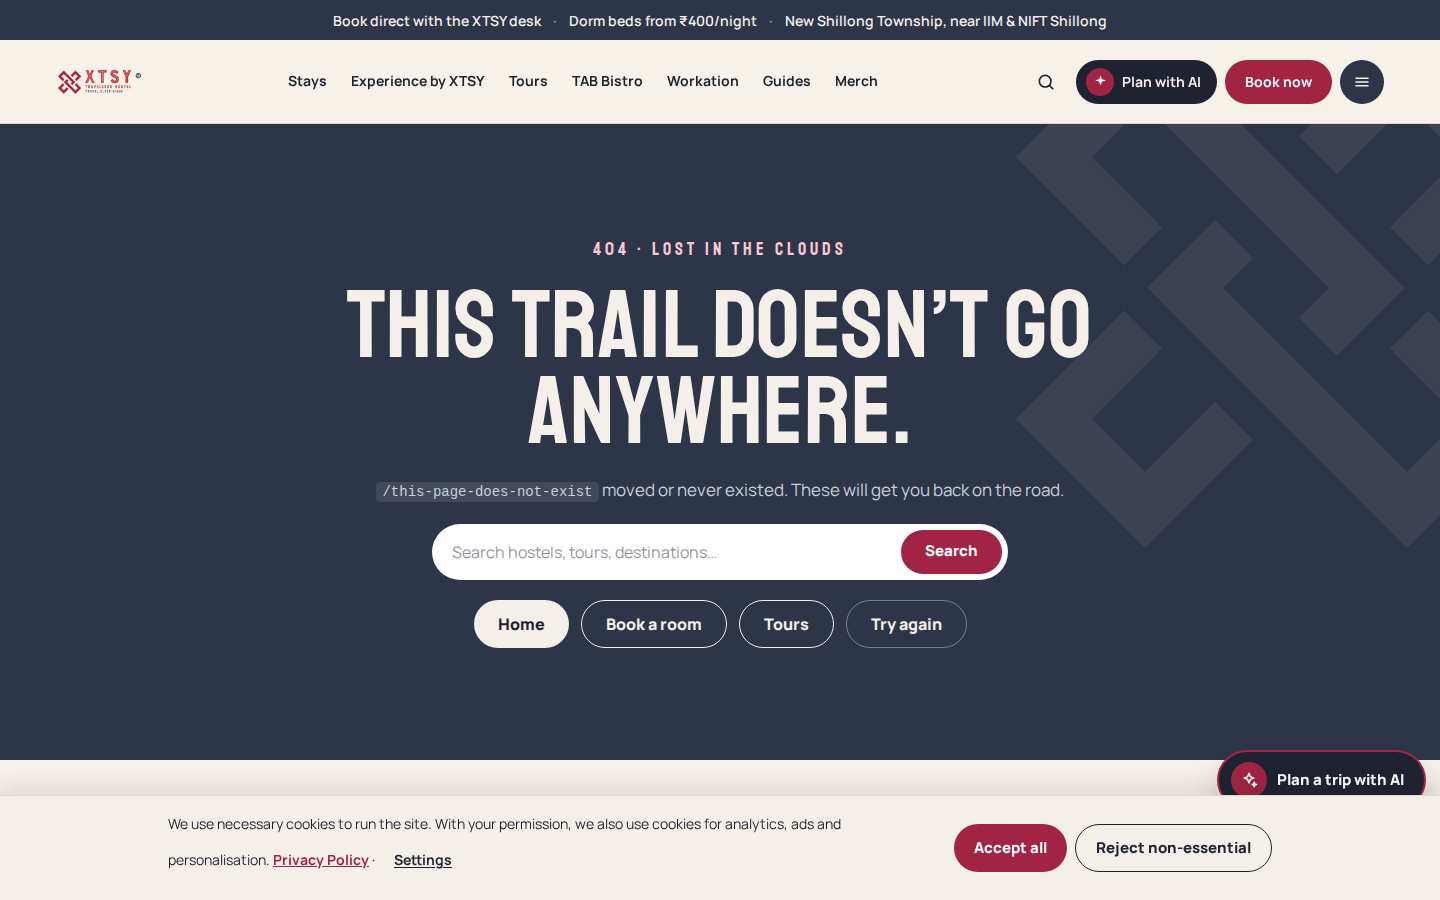 Book direct with the XTSY desk · Dorm beds from ₹400/night · New Shillong Township, near IIM & NIFT Shillong
XTSY
TRAVELLERS HOSTEL
Stays Experience by XTSY Tours TAB Bistro Workation Guides Merch
Plan with AI
Book now
404 · LOST IN THE CLOUDS
THIS TRAIL DOESN’T GO
ANYWHERE.
/this-page-does-not-exist moved or never existed. These will get you back on the road.
Search hostels, tours, destinations…
Search
Home
Book a room
Tours
Try again
Plan a trip with AI
We use necessary cookies to run the site. With your permission, we also use cookies for analytics, ads and
personalisation. Privacy Policy · Settings
Accept all
Reject non-essential